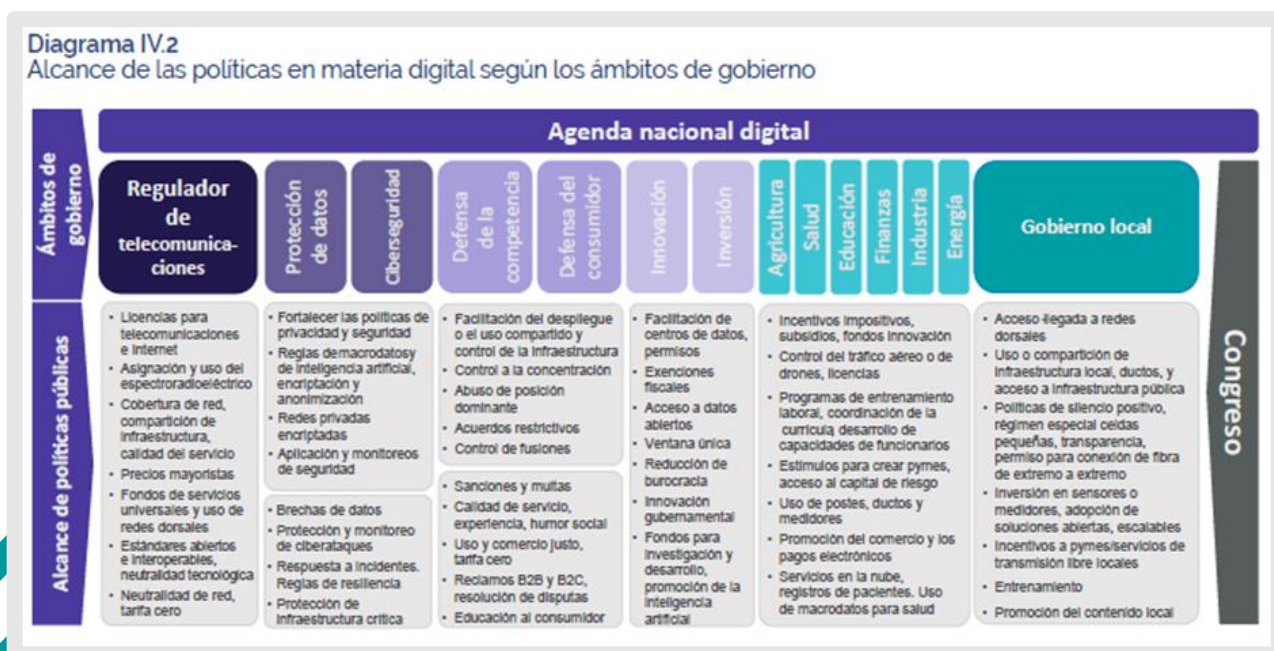 Diagrama IV.2
Alcance de las políticas en materia digital según los ámbitos de gobierno
Agenda nacional digital
Ámbitos de
gobierno
Regulador
de
telecomunica-
ciones
Protección
de datos
Ciberseguridad
Defensa
de la
competencia
Defensa del
consumidor
Innovación
Inversión
Agricultura
Salud
Educación
Finanzas
Industria
Energía
Gobierno local
Congreso
Alcance de políticas públicas
• Licencias para
telecomunicaciones
e Internet
• Asignación y uso del
espectroradioeléctrico
• Cobertura de red,
compartición de
infraestructura,
calidad del servicio
• Precios mayoristas
• Fondos de servicios
universales y uso de
redes dorsales
• Estándares abiertos
e interoperables,
neutralidad tecnológica
• Neutralidad de red,
tarifa cero
• Fortalecer las políticas de
privacidad y seguridad
• Reglas demacrodatosy
de inteligencia artificial,
encriptación y
anonimización
• Redes privadas
encriptadas
• Aplicación y monitoreos
de seguridad
• Brechas de datos
• Protección y monitoreo
de ciberataques
• Respuesta a incidentes.
Reglas de resiliencia
• Protección de
infraestructura crítica
• Facilitación del despliegue
o el uso compartido y
control de la infraestructura
• Control a la concentración
• Abuso de posición
dominante
• Acuerdos restrictivos
• Control de fusiones
• Sanciones y multas
• Calidad de servicio,
experiencia, humor social
• Uso y comercio justo,
tarifa cero
• Reclamos B2B y B2C,
resolución de disputas
• Educación al consumidor
• Facilitación de
centros de datos,
permisos
• Exenciones
fiscales
• Acceso a datos
abiertos
• Ventana única
• Reducción de
burocracia
• Innovación
gubernamental
• Fondos para
investigación y
desarrollo,
promoción de la
inteligencia
artificial
• Incentivos impositivos,
subsidios, fondos innovación
• Control del tráfico aéreo o de
drones, licencias
• Programas de entrenamiento
laboral, coordinación de la
currícula, desarrollo de
capacidades de funcionarios
• Estímulos para crear pymes,
acceso al capital de riesgo
• Uso de postes, ductos y
medidores
• Promoción del comercio y los
pagos electrónicos
• Servicios en la nube,
registros de pacientes. Uso
de macrodatos para salud
• Acceso -llegada a redes
dorsales
• Uso o compartición de
infraestructura local, ductos, y
acceso a infraestructura pública
• Políticas de silencio positivo,
régimen especial celdas
pequeñas, transparencia,
permiso para conexión de fibra
de extremo a extremo
• Inversión en sensores o
medidores, adopción de
soluciones abiertas, escalables
• Incentivos a pymes/servicios de
transmisión libre locales
• Entrenamiento
• Promoción del contenido local